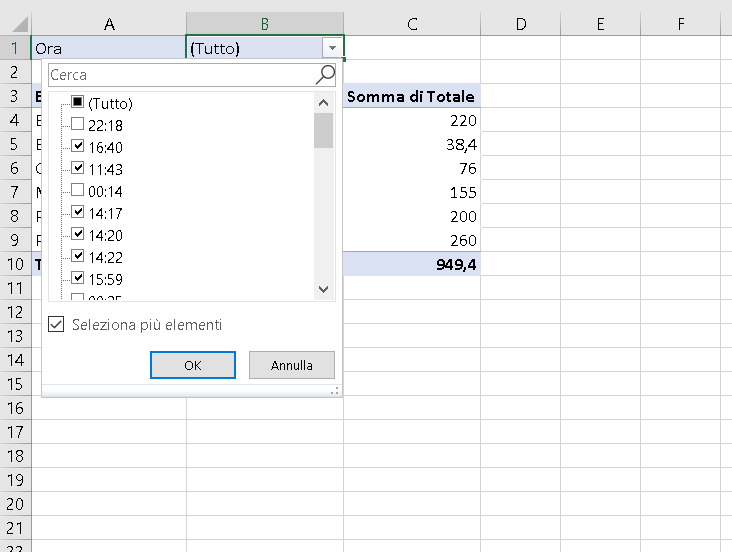 A B C D E F
1 Ora (Tutto)
2 Cerca
3 Somma di Totale
(Tutto)
4 22:18 220
5 16:40 38,4
6 11:43 76
7 00:14 155
8 14:17 200
9 14:20 260
10 14:22 949,4
11 15:59
12
13 Seleziona più elementi
14
15 OK Annulla
16
17
18
19
20
21
22